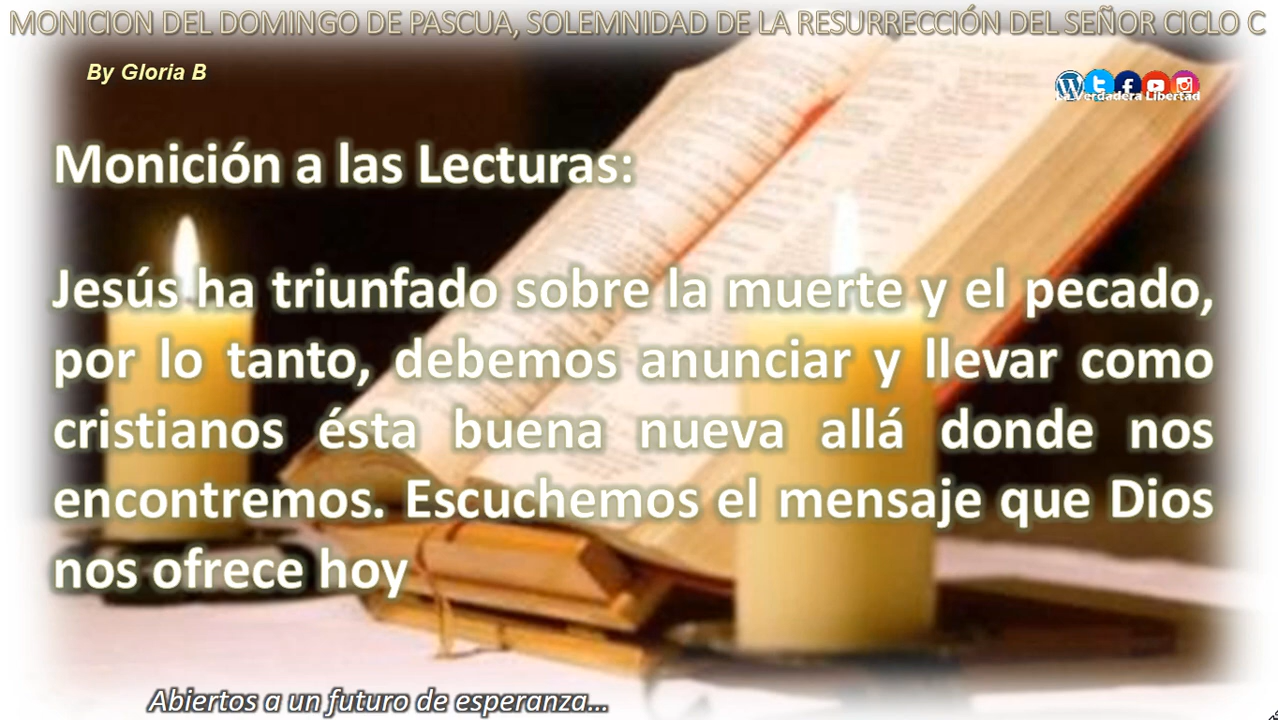 MONICION DEL DOMINGO DE PASCUA, SOLEMNIDAD DE LA RESURRECCIÓN DEL SEÑOR CICLO C
By Gloria B
La Verdadera Libertad
Monición a las Lecturas:
Jesús ha triunfado sobre la muerte y el pecado,
por lo tanto, debemos anunciar y llevar como
cristianos ésta buena nueva allá donde nos
encontremos. Escuchemos el mensaje que Dios
nos ofrece hoy
Abiertos a un futuro de esperanza...